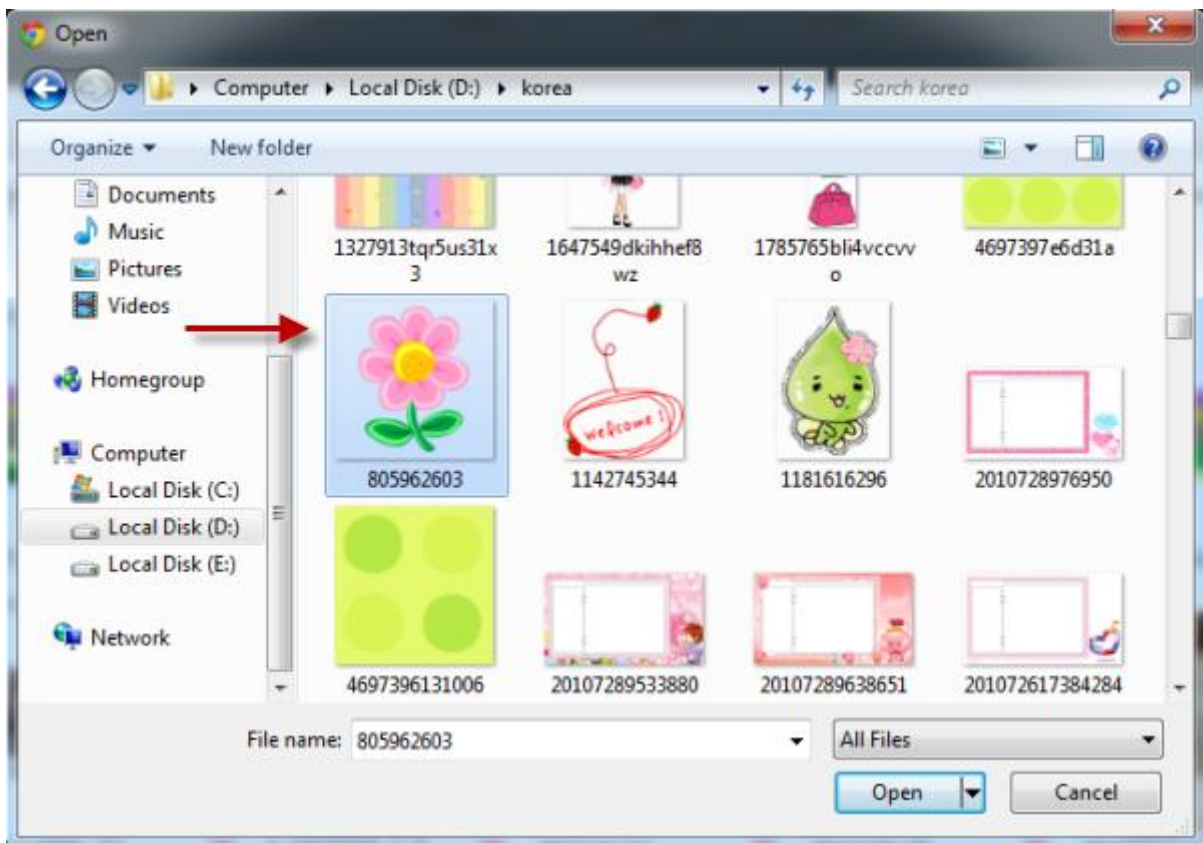 Open
Computer ▸ Local Disk (D:) ▸ korea
Search korea
Organize
New folder
Documents
Music
Pictures
Videos
Homegroup
Computer
Local Disk (C:)
Local Disk (D:)
Local Disk (E:)
Network
1327913tqr5us31x
3
1647549dkihhef8
wz
1785765bli4vccvv
o
4697397e6d31a
welcome!
805962603
1142745344
1181616296
2010728976950
4697396131006
20107289533880
20107289638651
201072617384284
File name: 805962603
All Files
Open
Cancel